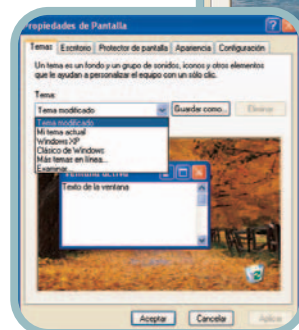 Propiedades de Pantalla
Temas Escritorio Protector de pantalla Apariencia Configuración
Un tema es un fondo y un grupo de sonidos, iconos y otros elementos
que le ayudan a personalizar el equipo con un sólo clic.
Tema:
Tema modificado Guardar como... Eliminar
Tema modificado
Mi tema actual
Windows XP
Clásico de Windows
Más temas en línea...
Examinar...
Ventana activa
Texto de la ventana
Aceptar Cancelar Aplicar